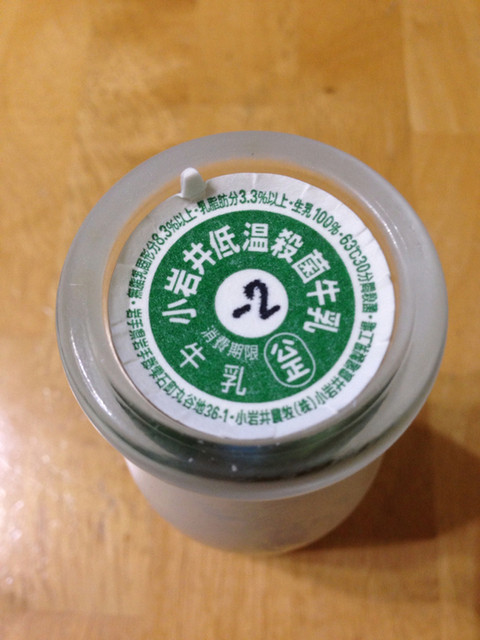 小岩井低温殺菌牛乳
2
消費期限
牛乳
公正
無脂乳固形分8.3%以上・乳脂肪分3.3%以上・生乳100%・63℃30分間殺菌・
岩手県岩手郡雫石町丸谷地36-1・小岩井農牧(株)小岩井